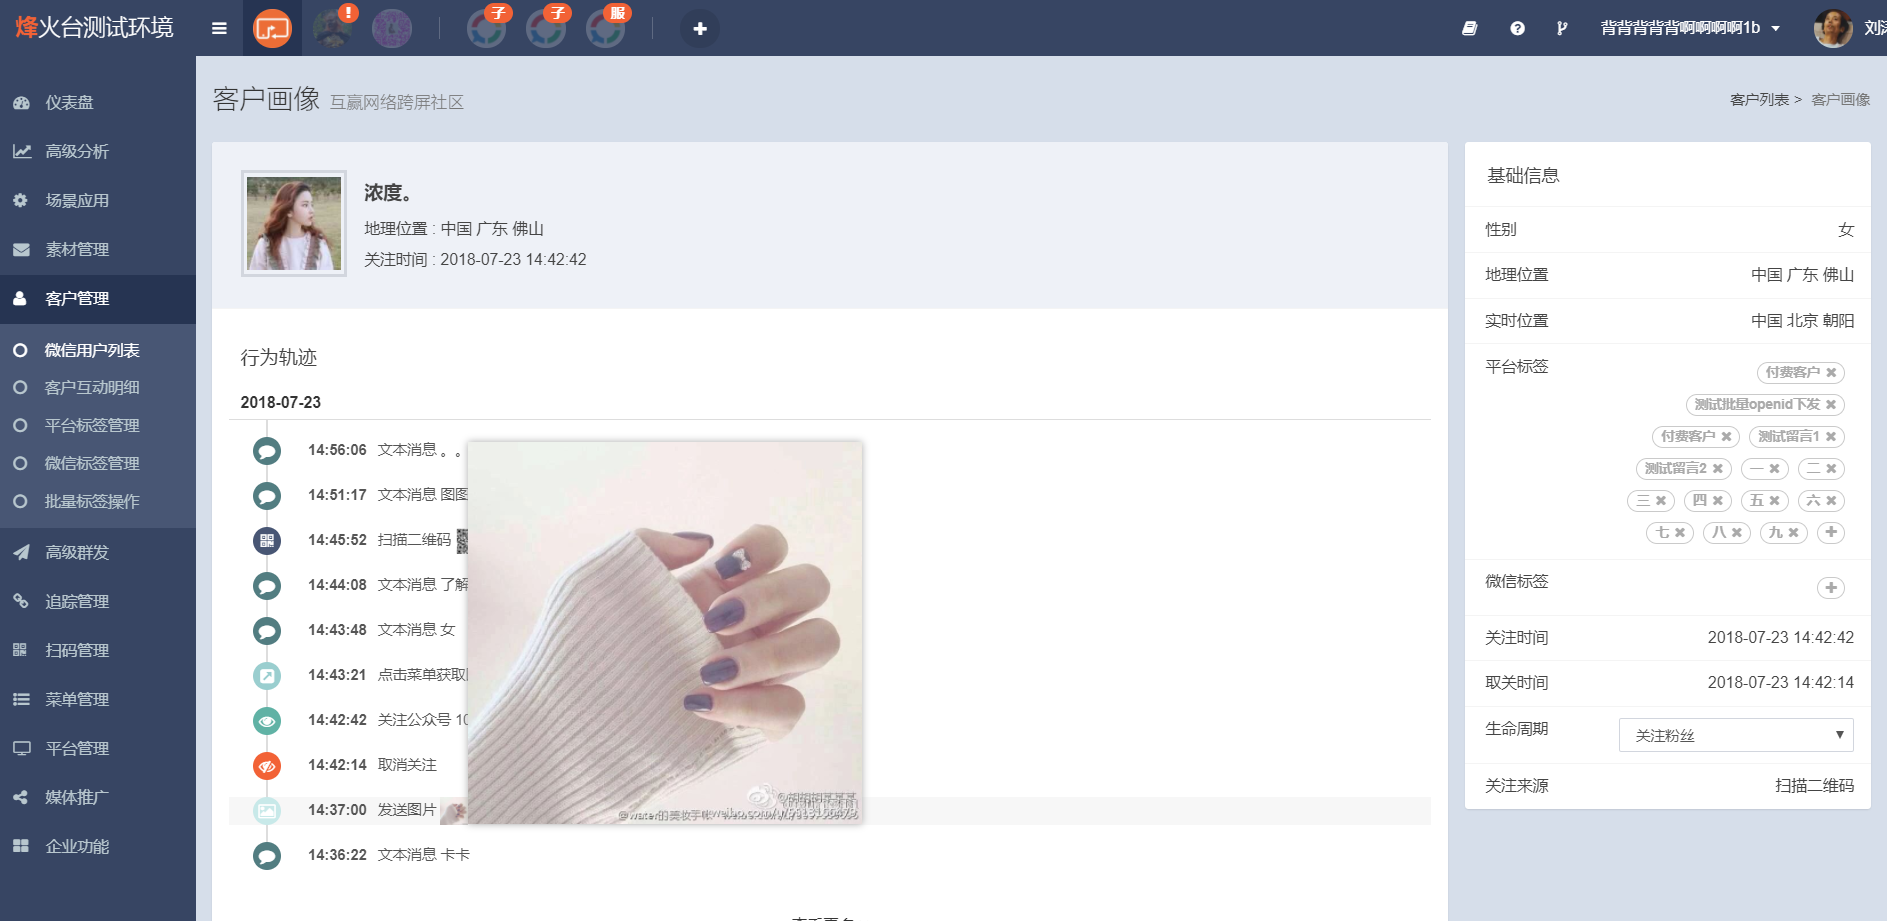 烽火台测试环境
!
子
子
服
背背背背背啊啊啊啊1b
仪表盘
高级分析
场景应用
素材管理
客户管理
微信用户列表
客户互动明细
平台标签管理
微信标签管理
批量标签操作
高级群发
追踪管理
扫码管理
菜单管理
平台管理
媒体推广
企业功能
客户画像 互赢网络跨屏社区
客户列表 > 客户画像
浓度。
地理位置 : 中国 广东 佛山
关注时间 : 2018-07-23 14:42:42
行为轨迹
2018-07-23
14:56:06 文本消息 。。
14:51:17 文本消息 图图
14:45:52 扫描二维码
14:44:08 文本消息 了解
14:43:48 文本消息 女
14:43:21 点击菜单获取
14:42:42 关注公众号 10
14:42:14 取消关注
14:37:00 发送图片
14:36:22 文本消息 卡卡
基础信息
性别 女
地理位置 中国 广东 佛山
实时位置 中国 北京 朝阳
平台标签 付费客户 ×
测试批量openid下发 ×
付费客户 × 测试留言1 ×
测试留言2 × 一 × 二 ×
三 × 四 × 五 × 六 ×
七 × 八 × 九 × +
微信标签 +
关注时间 2018-07-23 14:42:42
取关时间 2018-07-23 14:42:14
生命周期 关注粉丝
关注来源 扫描二维码